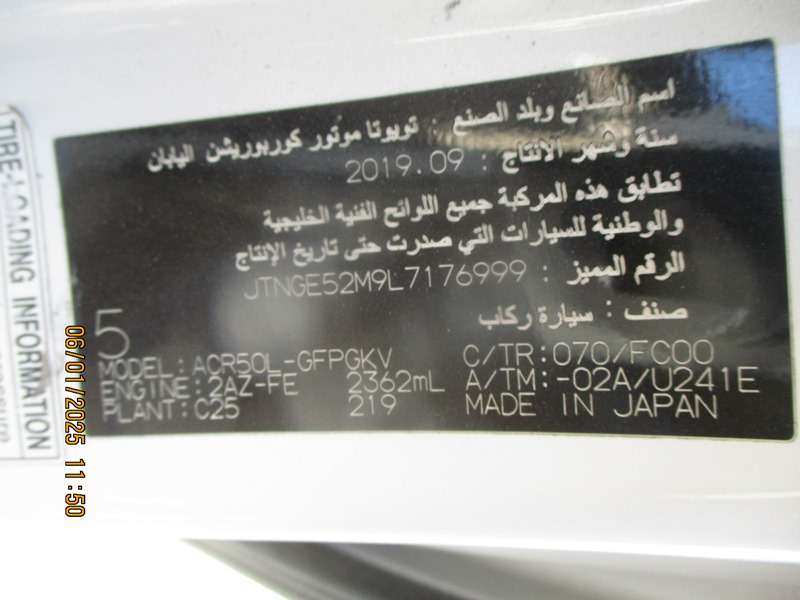 اسم الصانع وبلد الصنع : تويوتا موتور كوربوريشن اليابان
سنة وشهر الانتاج : 2019.09
تطابق هذه المركبة جميع اللوائح الفنية الخليجية
والوطنية للسيارات التي صدرت حتى تاريخ الإنتاج
الرقم المميز : JTNGE52M9L7176999
صنف : سيارة ركاب
5
MODEL:ACR50L-GFPGKV C/TR:070/FC00
ENGINE:2AZ-FE 2362mL A/TM:-02A/U241E
PLANT:C25 219 MADE IN JAPAN
TIRE-LOADING INFORMATION
06/01/2025 11:50